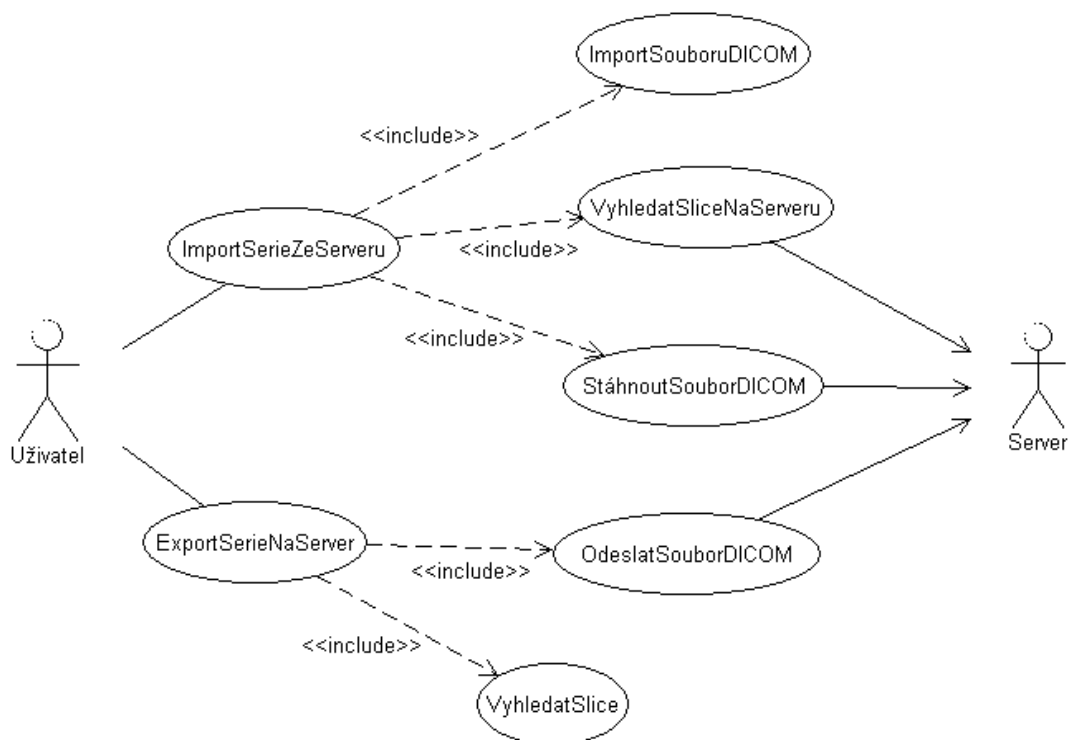 ImportSouboruDICOM
<<include>>
VyhledatSliceNaServeru
ImportSerieZeServeru
<<include>>
<<include>>
StáhnoutSouborDICOM
Uživatel
Server
ExportSerieNaServer
OdeslatSouborDICOM
<<include>>
<<include>>
VyhledatSlice